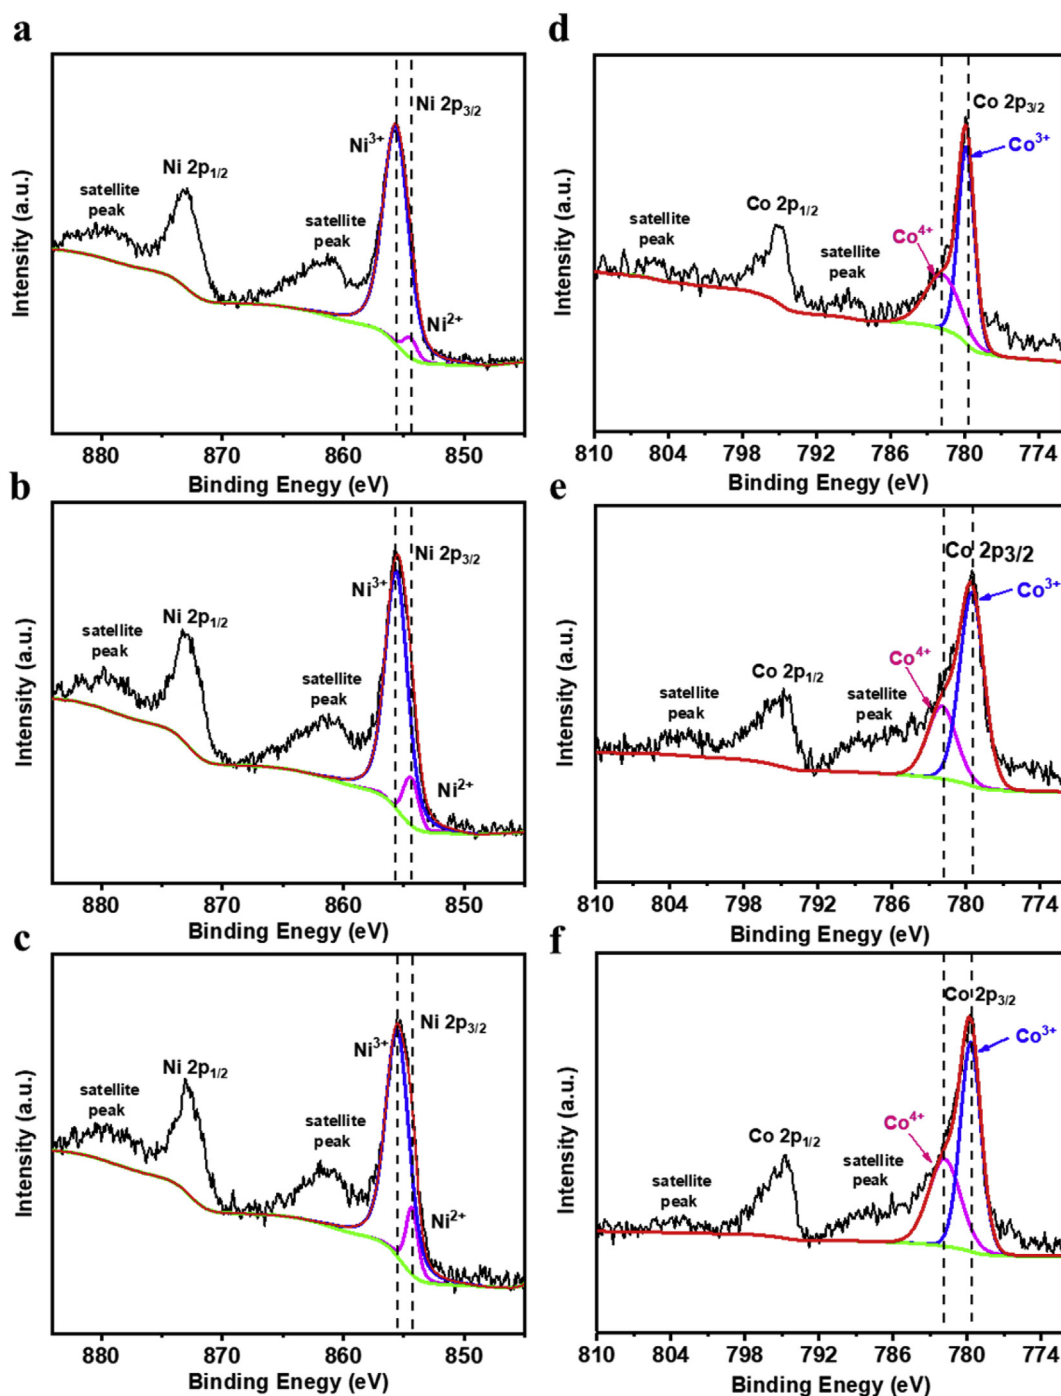 a
Intensity (a.u.)
satellite
peak
Ni 2p1/2
satellite
peak
Ni3+
Ni 2p3/2
Ni2+
880 870 860 850
Binding Enegy (eV)
d
Intensity (a.u.)
satellite
peak
Co 2p1/2
satellite
peak
Co4+
Co 2p3/2
Co3+
810 804 798 792 786 780 774
Binding Enegy (eV)
b
Intensity (a.u.)
satellite
peak
Ni 2p1/2
satellite
peak
Ni3+
Ni 2p3/2
Ni2+
880 870 860 850
Binding Enegy (eV)
e
Intensity (a.u.)
satellite
peak
Co 2p1/2
satellite
peak
Co4+
Co 2p3/2
Co3+
810 804 798 792 786 780 774
Binding Enegy (eV)
c
Intensity (a.u.)
satellite
peak
Ni 2p1/2
satellite
peak
Ni3+
Ni 2p3/2
Ni2+
880 870 860 850
Binding Enegy (eV)
f
Intensity (a.u.)
satellite
peak
Co 2p1/2
satellite
peak
Co4+
Co 2p3/2
Co3+
810 804 798 792 786 780 774
Binding Enegy (eV)